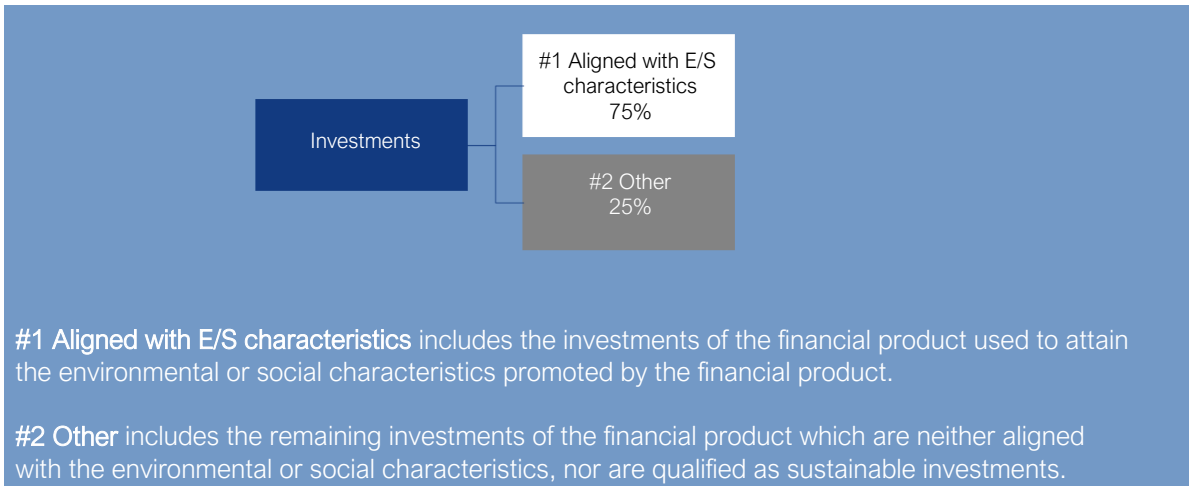 #1 Aligned with E/S
characteristics
75%
Investments
#2 Other
25%
#1 Aligned with E/S characteristics includes the investments of the financial product used to attain
the environmental or social characteristics promoted by the financial product.
#2 Other includes the remaining investments of the financial product which are neither aligned
with the environmental or social characteristics, nor are qualified as sustainable investments.